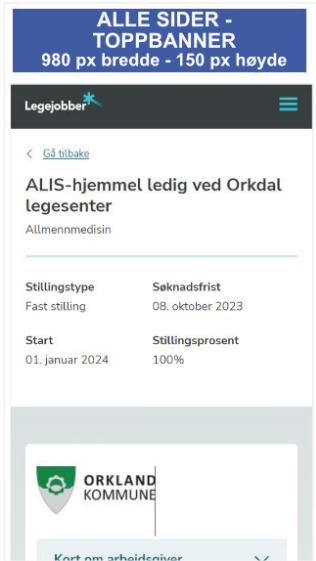 ALLE SIDER -
TOPPBANNER
980 px bredde - 150 px høyde
Legejobber
Gå tilbake
ALIS-hjemmel ledig ved Orkdal
legesenter
Allmennmedisin
Stillingstype Søknadsfrist
Fast stilling 08. oktober 2023
Start Stillingsprosent
01. januar 2024 100%
ORKLAND
KOMMUNE
Kort om arbeidsgiver